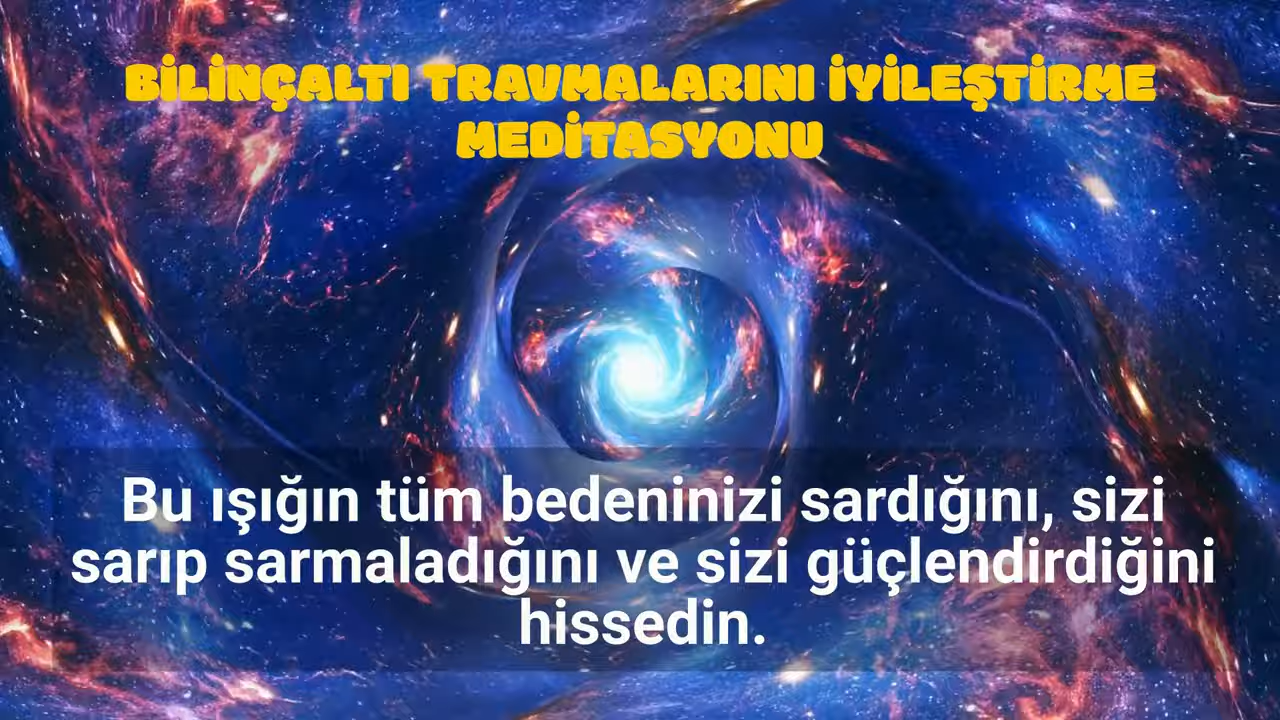 BİLİNÇALTI TRAVMALARINI İYİLEŞTİRME
MEDİTASYONU
Bu ışığın tüm bedeninizi sardığını, sizi
sarıp sarmaladığını ve sizi güçlendirdiğini
hissedin.